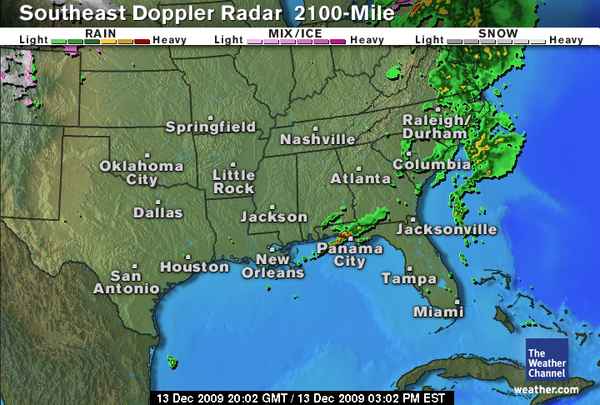 Southeast Doppler Radar 2100-Mile
RAIN MIX/ICE SNOW
Light Heavy Light Heavy Light Heavy
Raleigh/
Durham
Springfield
Nashville
Columbia
Oklahoma
City
Little
Rock
Atlanta
Dallas
Jackson
Jacksonville
Panama
City
Houston
New
Orleans
San
Antonio
Tampa
Miami
The
Weather
Channel
weather.com
13 Dec 2009 20:02 GMT / 13 Dec 2009 03:02 PM EST